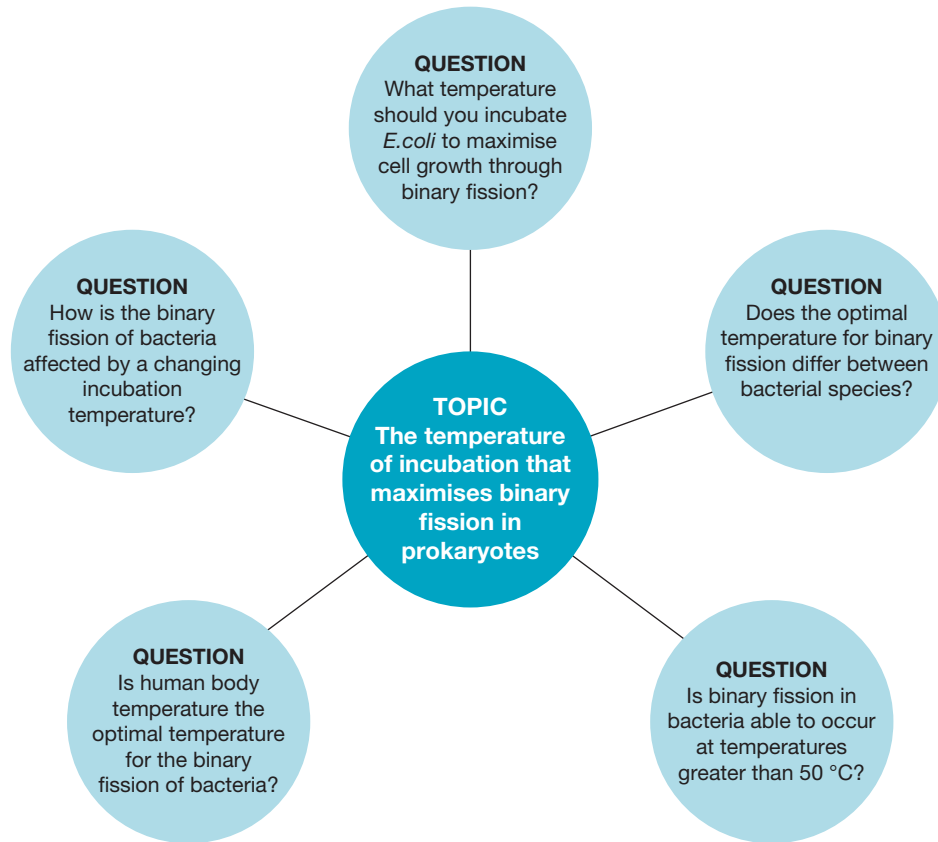 QUESTION
What temperature
should you incubate
E.coli to maximise
cell growth through
binary fission?
QUESTION
How is the binary
fission of bacteria
affected by a changing
incubation
temperature?
QUESTION
Does the optimal
temperature for binary
fission differ between
bacterial species?
TOPIC
The temperature
of incubation that
maximises binary
fission in
prokaryotes
QUESTION
Is human body
temperature the
optimal temperature
for the binary
fission of bacteria?
QUESTION
Is binary fission in
bacteria able to occur
at temperatures
greater than 50 °C?